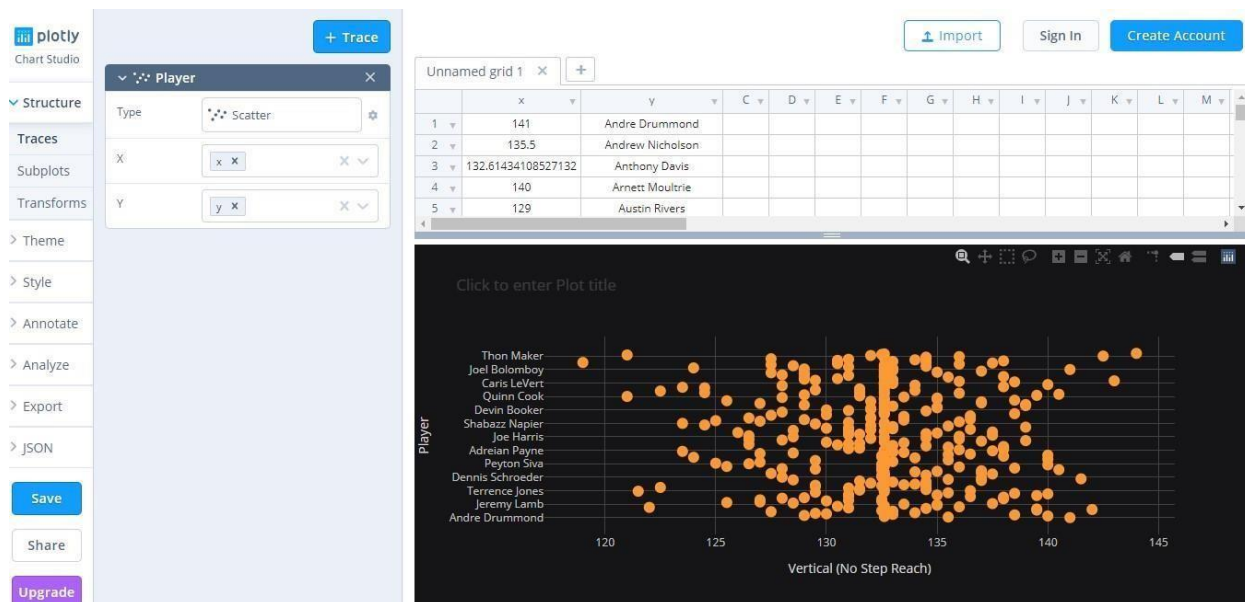 plotly
Chart Studio
Structure
Traces
Subplots
Transforms
Theme
Style
Annotate
Analyze
Export
JSON
Save
Share
Upgrade
+ Trace
Player
Type
Scatter
X
x
Y
y
Import
Sign In
Create Account
Unnamed grid 1
x y C D E F G H I J K L M
1 141 Andre Drummond
2 135.5 Andrew Nicholson
3 132.61434108527132 Anthony Davis
4 140 Arnett Moultrie
5 129 Austin Rivers
Click to enter Plot title
Player
Thon Maker
Joel Bolomboy
Caris LeVert
Quinn Cook
Devin Booker
Shabazz Napier
Joe Harris
Adreian Payne
Peyton Siva
Dennis Schroeder
Terrence Jones
Jeremy Lamb
Andre Drummond
120 125 130 135 140 145
Vertical (No Step Reach)